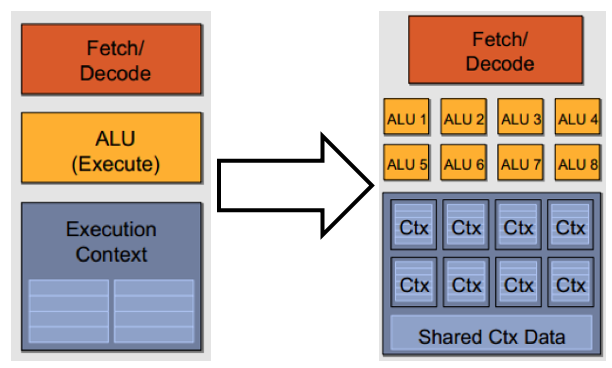 Fetch/
Decode
ALU
(Execute)
Execution
Context
Fetch/
Decode
ALU 1 ALU 2 ALU 3 ALU 4
ALU 5 ALU 6 ALU 7 ALU 8
Ctx Ctx Ctx Ctx
Ctx Ctx Ctx Ctx
Shared Ctx Data